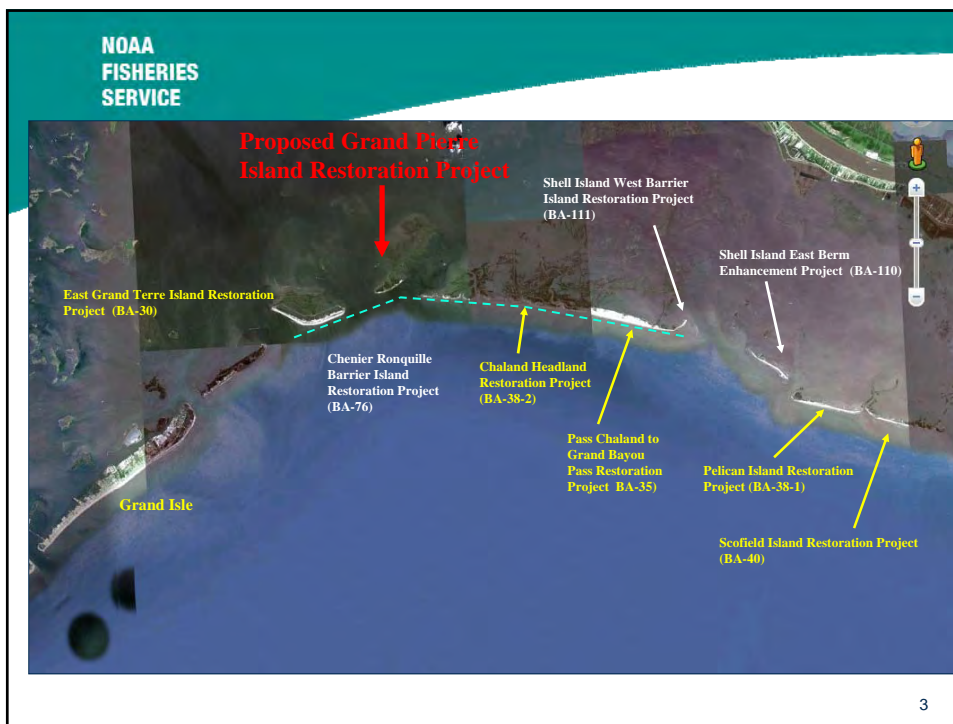 NOAA
FISHERIES
SERVICE
Proposed Grand Pierre
Island Restoration Project
Shell Island West Barrier
Island Restoration Project
(BA-111)
Shell Island East Berm
Enhancement Project  (BA-110)
East Grand Terre Island Restoration
Project  (BA-30)
Chenier Ronquille
Barrier Island
Restoration Project
(BA-76)
Chaland Headland
Restoration Project
(BA-38-2)
Pass Chaland to
Grand Bayou
Pass Restoration
Project  BA-35)
Pelican Island Restoration
Project (BA-38-1)
Grand Isle
Scofield Island Restoration Project
(BA-40)
3